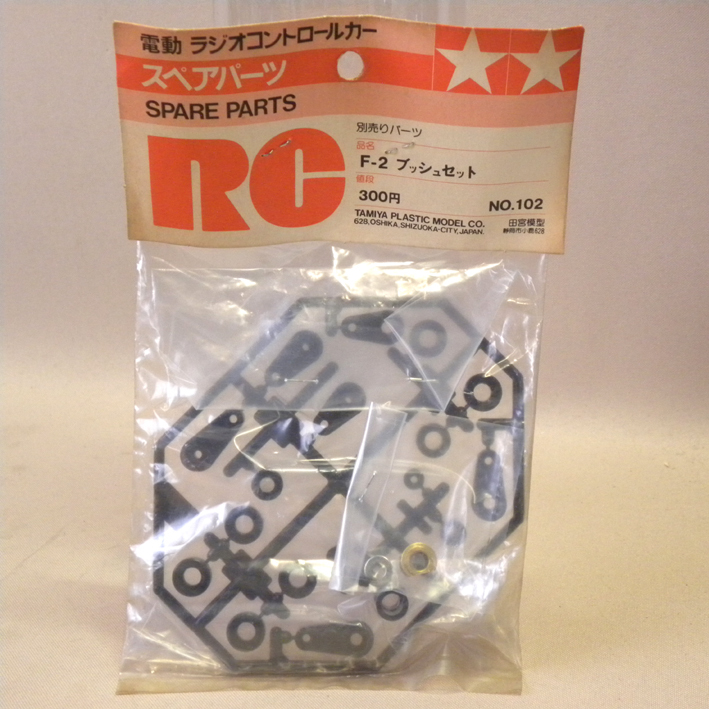 電動 ラジオコントロールカー
スペアパーツ
SPARE PARTS
RC
別売りパーツ
品名
F-2 ブッシュセット
値段
300円
NO.102
TAMIYA PLASTIC MODEL CO.
628, OSHIKA, SHIZUOKA-CITY, JAPAN.
田宮模型
静岡市小鹿628